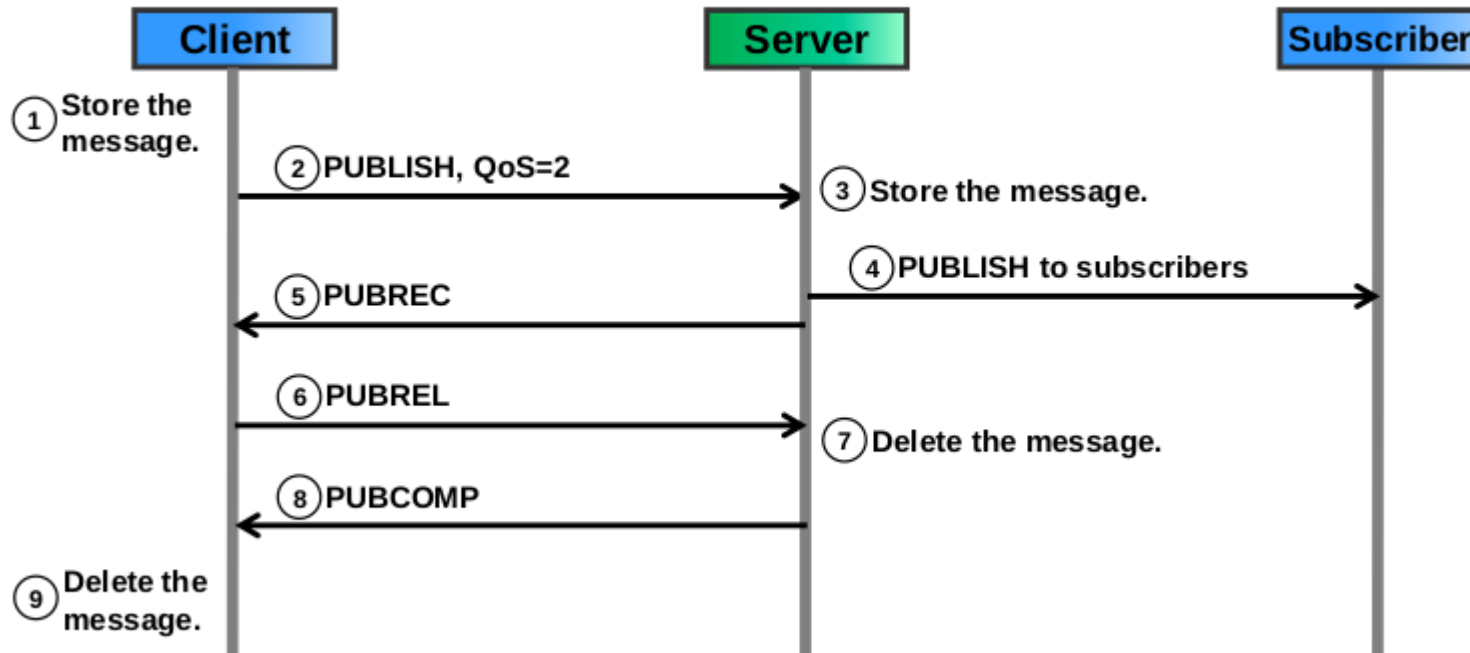 Client
Server
Subscriber
1 Store the
message.
2 PUBLISH, QoS=2
3 Store the message.
4 PUBLISH to subscribers
5 PUBREC
6 PUBREL
7 Delete the message.
8 PUBCOMP
9 Delete the
message.